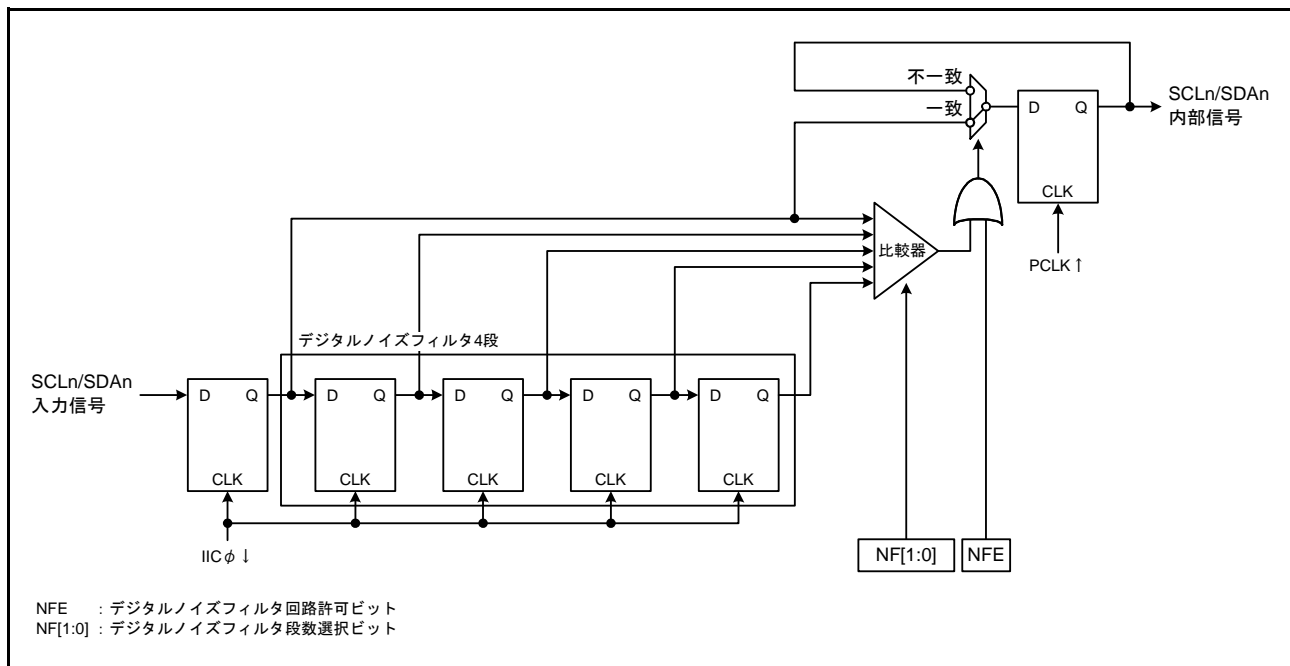 不一致
一致
D Q
CLK
PCLK↑
SCLn/SDAn
内部信号
比較器
デジタルノイズフィルタ4段
SCLn/SDAn
入力信号
D Q
CLK
D Q
CLK
D Q
CLK
D Q
CLK
D Q
CLK
IICφ↓
NF[1:0]
NFE
NFE :デジタルノイズフィルタ回路許可ビット
NF[1:0] :デジタルノイズフィルタ段数選択ビット